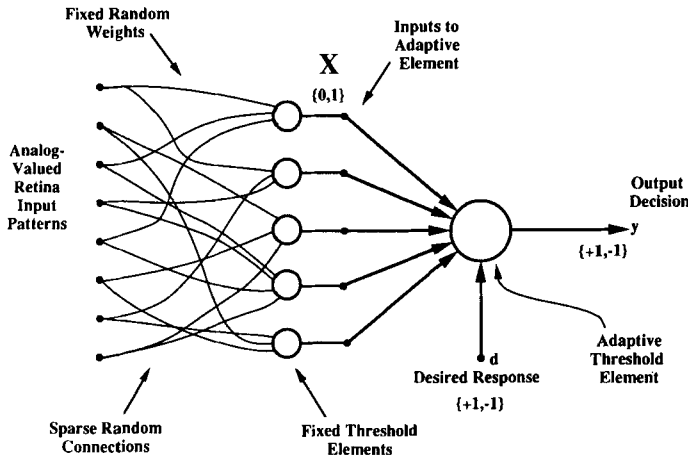 Fixed Random
Weights
Inputs to
Adaptive
Element
X
{0,1}
Analog-
Valued
Retina
Input
Patterns
Output
Decision
y
{+1,-1}
d
Desired Response
{+1,-1}
Adaptive
Threshold
Element
Sparse Random
Connections
Fixed Threshold
Elements